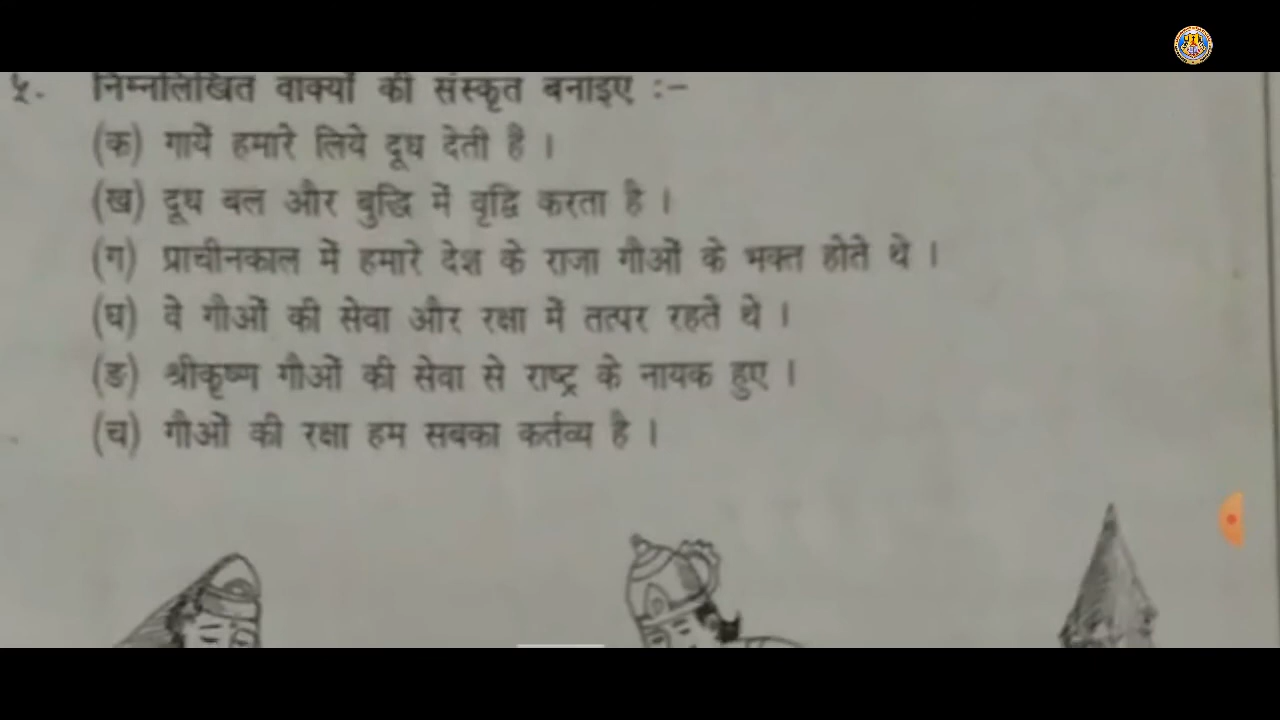 ५. निम्नलिखित वाक्यों की संस्कृत बनाइए :-
(क) गायें हमारे लिये दूध देती है ।
(ख) दूध बल और बुद्धि में वृद्धि करता है ।
(ग) प्राचीनकाल में हमारे देश के राजा गौओं के भक्त होते थे ।
(घ) वे गौओं की सेवा और रक्षा में तत्पर रहते थे ।
(ङ) श्रीकृष्ण गौओं की सेवा से राष्ट्र के नायक हुए ।
(च) गौओं की रक्षा हम सबका कर्तव्य है ।